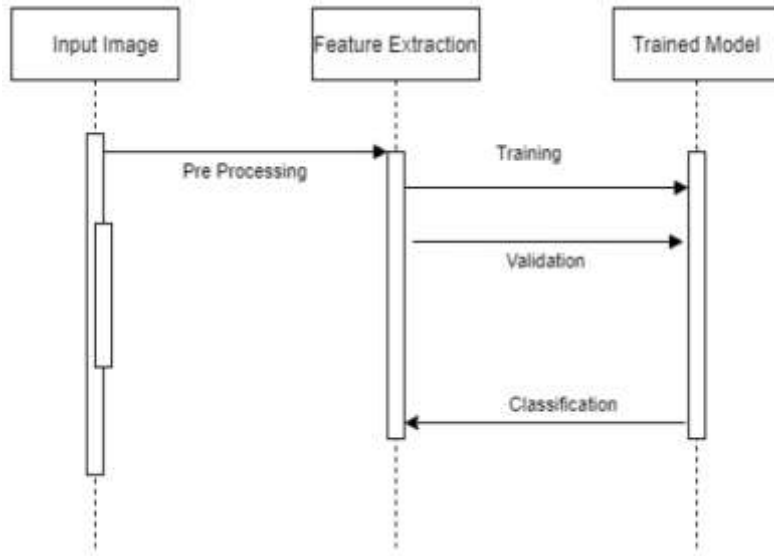 Input Image
Feature Extraction
Trained Model
Pre Processing
Training
Validation
Classification